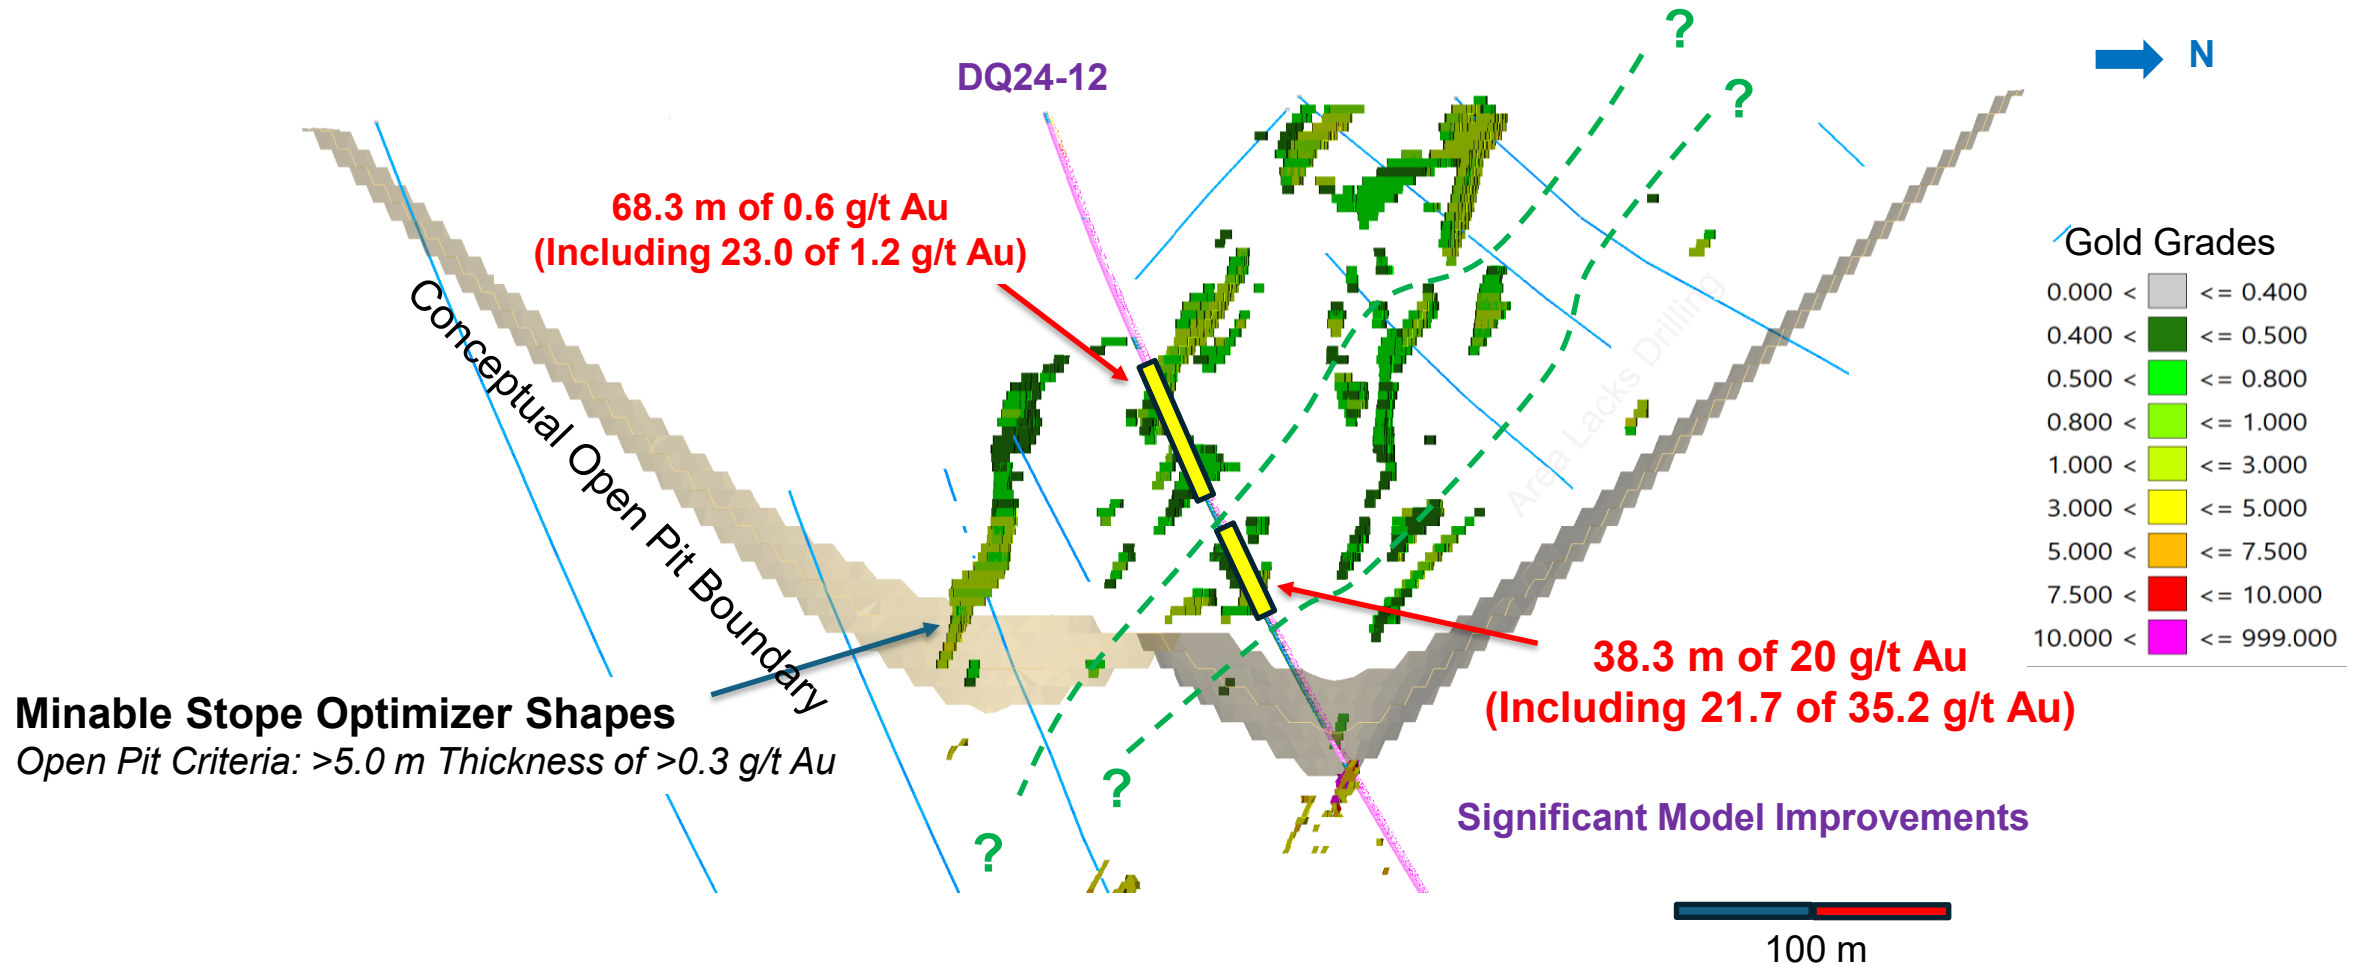 ?
N
?
DQ24-12
68.3 m of 0.6 g/t Au
(Including 23.0 of 1.2 g/t Au)
Conceptual Open Pit Boundary
Area Lacks Drilling
Gold Grades
0.000 < <= 0.400
0.400 < <= 0.500
0.500 < <= 0.800
0.800 < <= 1.000
1.000 < <= 3.000
3.000 < <= 5.000
5.000 < <= 7.500
7.500 < <= 10.000
10.000 < <= 999.000
38.3 m of 20 g/t Au
(Including 21.7 of 35.2 g/t Au)
Minable Stope Optimizer Shapes
Open Pit Criteria: >5.0 m Thickness of >0.3 g/t Au
?
?
Significant Model Improvements
100 m